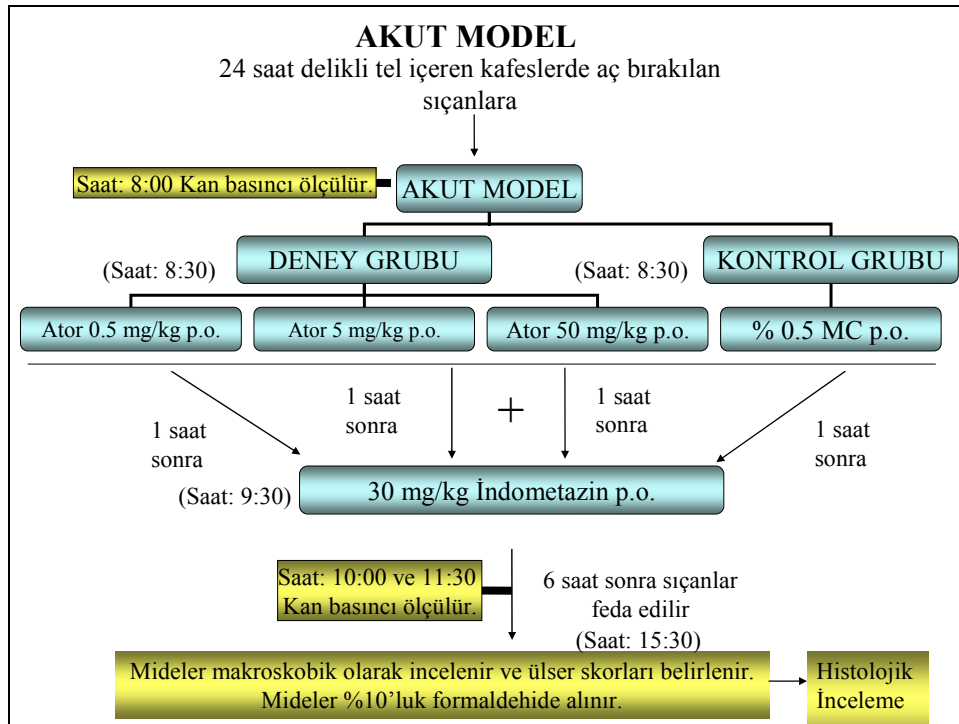 AKUT MODEL
24 saat delikli tel içeren kafeslerde aç bırakılan
sıçanlara
Saat: 8:00 Kan basıncı ölçülür.
AKUT MODEL
(Saat: 8:30)
DENEY GRUBU
(Saat: 8:30)
KONTROL GRUBU
Ator 0.5 mg/kg p.o.
Ator 5 mg/kg p.o.
Ator 50 mg/kg p.o.
% 0.5 MC p.o.
1 saat
sonra
1 saat
sonra
+
1 saat
sonra
1 saat
sonra
(Saat: 9:30)
30 mg/kg İndometazin p.o.
Saat: 10:00 ve 11:30
Kan basıncı ölçülür.
6 saat sonra sıçanlar
feda edilir
(Saat: 15:30)
Mideler makroskobik olarak incelenir ve ülser skorları belirlenir.
Mideler %10’luk formaldehide alınır.
Histolojik
İnceleme